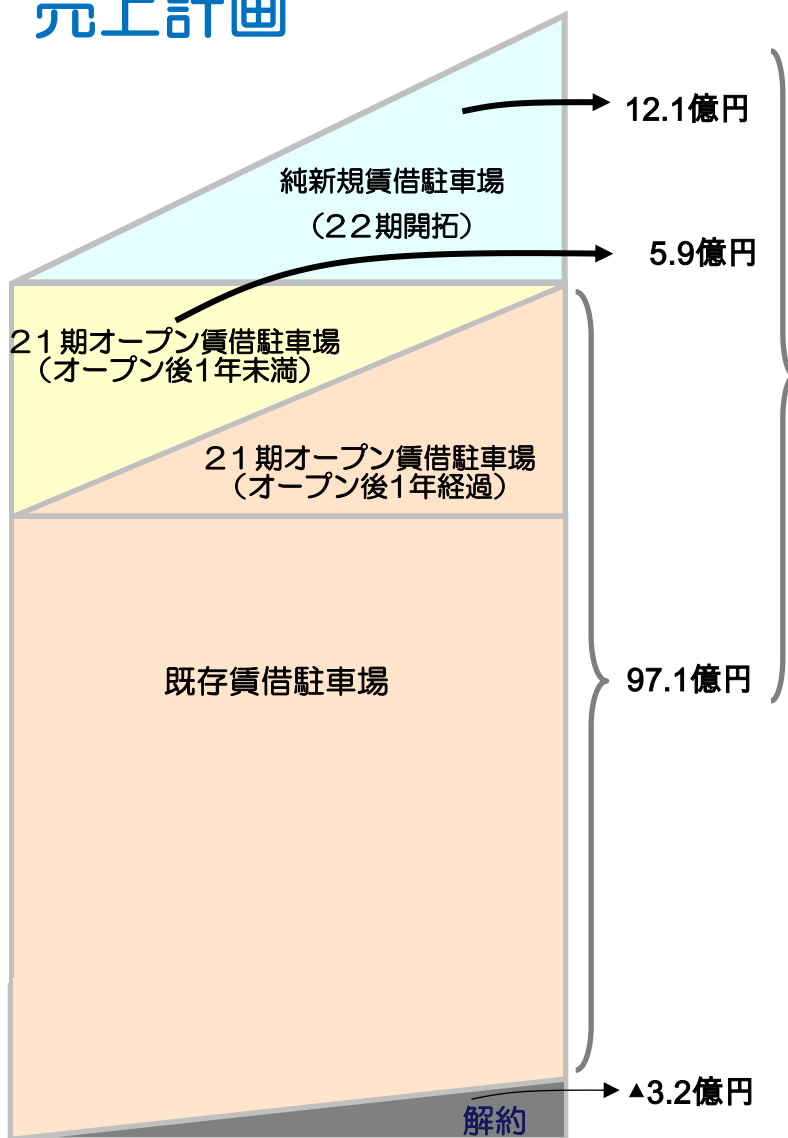 売上計画
12.1億円
純新規賃借駐車場
（２２期開拓）
5.9億円
２１期オープン賃借駐車場
（オープン後1年未満）
２１期オープン賃借駐車場
（オープン後1年経過）
既存賃借駐車場
97.1億円
▲3.2億円
解約